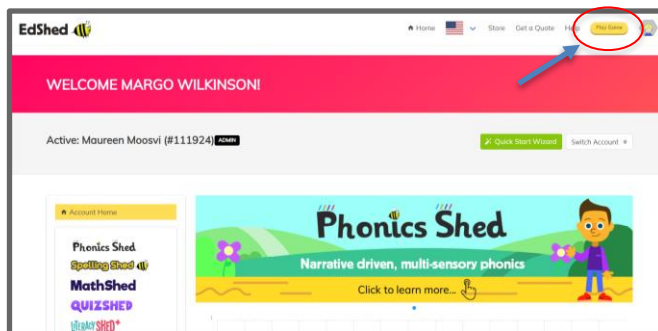 EdShed
Home Store Get a Quote Help Play Game
WELCOME MARGO WILKINSON!
Active: Maureen Moosvi (#111924) ADMIN
Quick Start Wizard Switch Account
Account Home
Phonics Shed
Spelling Shed
MathShed
QUIZSHED
LITERACY SHED+
Phonics Shed
Narrative driven, multi-sensory phonics
Click to learn more...